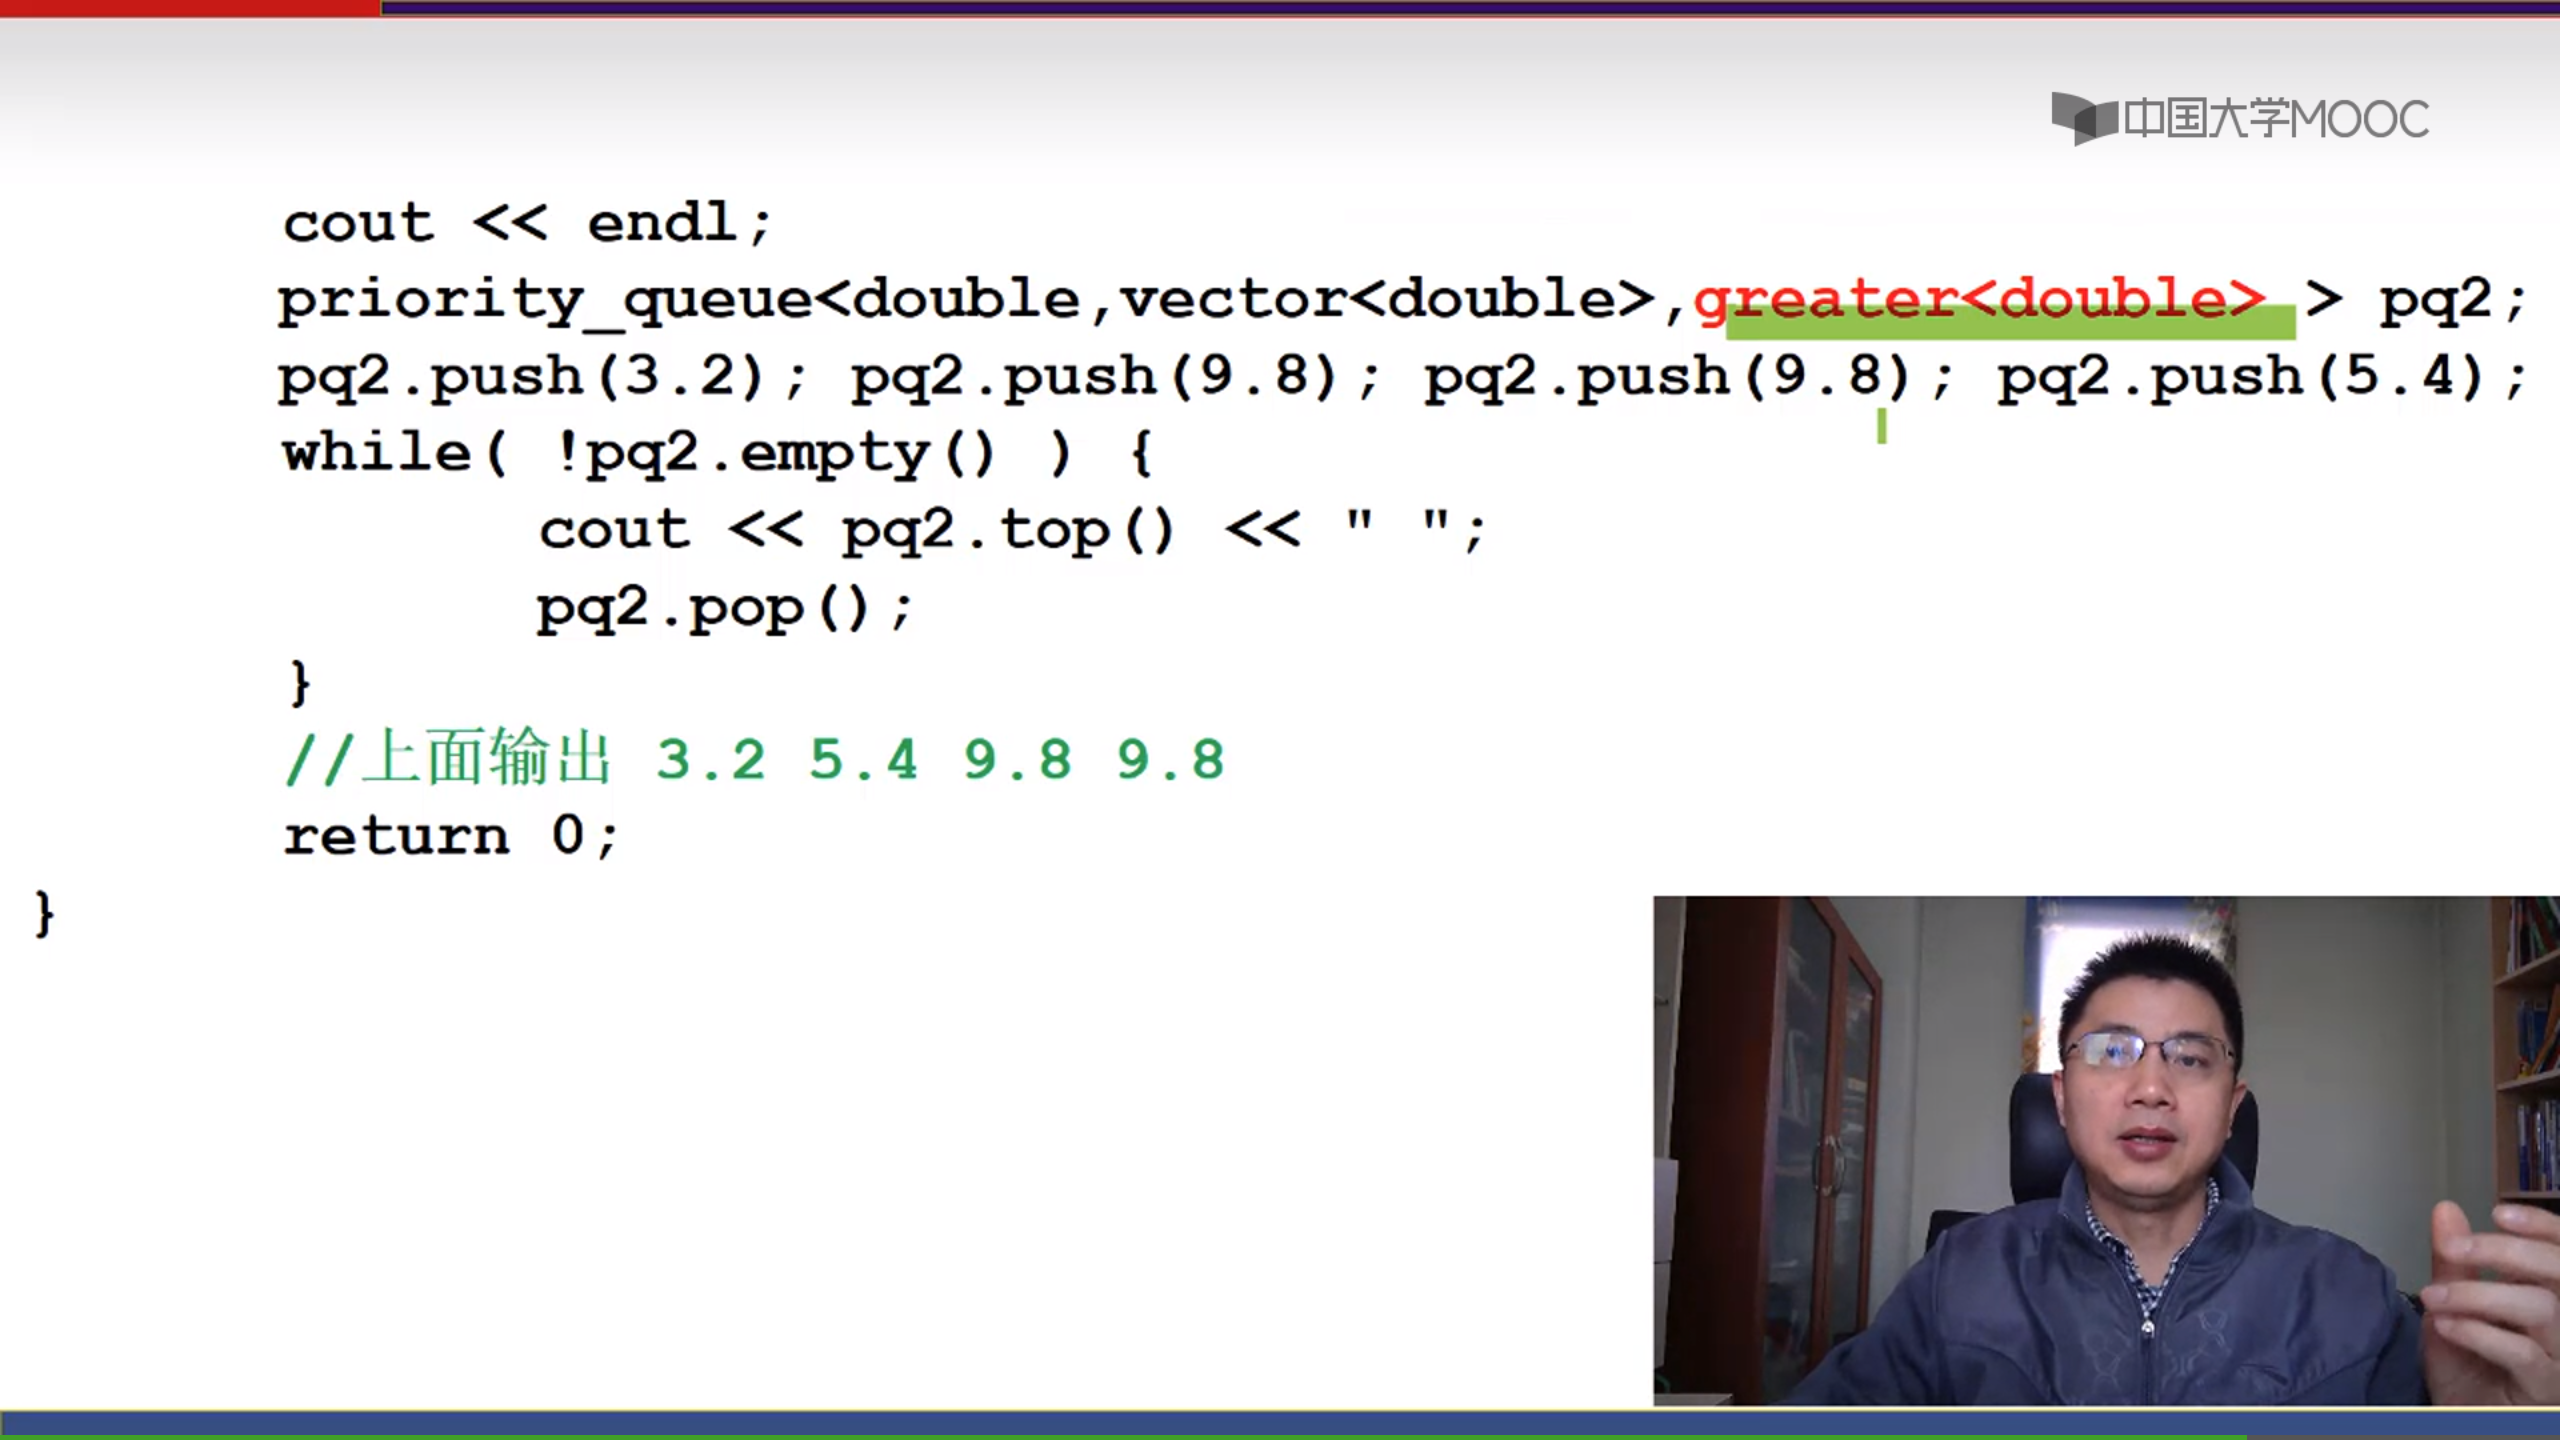 中国大学MOOC
cout << endl;
priority_queue<double,vector<double>,greater<double> > pq2;
pq2.push(3.2); pq2.push(9.8); pq2.push(9.8); pq2.push(5.4);
while( !pq2.empty() ) {
cout << pq2.top() << " ";
pq2.pop();
}
//上面输出 3.2 5.4 9.8 9.8
return 0;
}